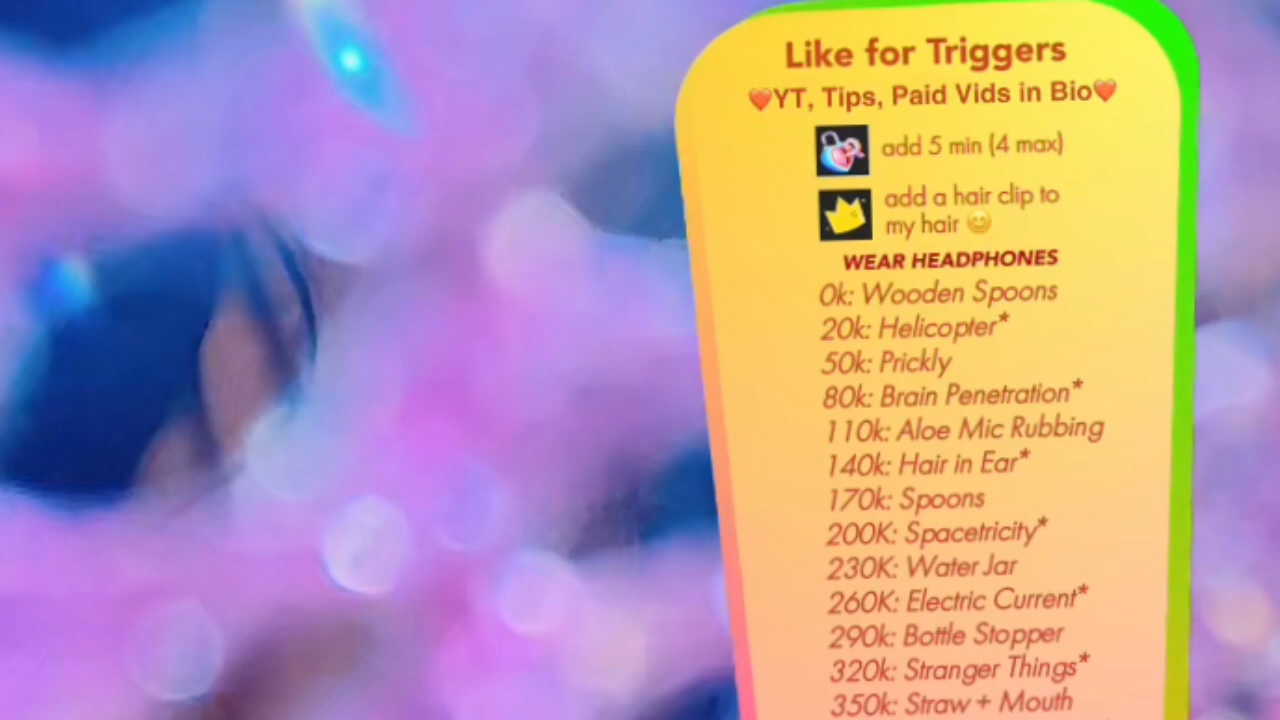 Like for Triggers
❤️YT, Tips, Paid Vids in Bio❤️
add 5 min (4 max)
add a hair clip to
my hair 😊
WEAR HEADPHONES
0k: Wooden Spoons
20k: Helicopter*
50k: Prickly
80k: Brain Penetration*
110k: Aloe Mic Rubbing
140k: Hair in Ear*
170k: Spoons
200K: Spacetricity*
230K: Water Jar
260K: Electric Current*
290k: Bottle Stopper
320k: Stranger Things*
350k: Straw + Mouth